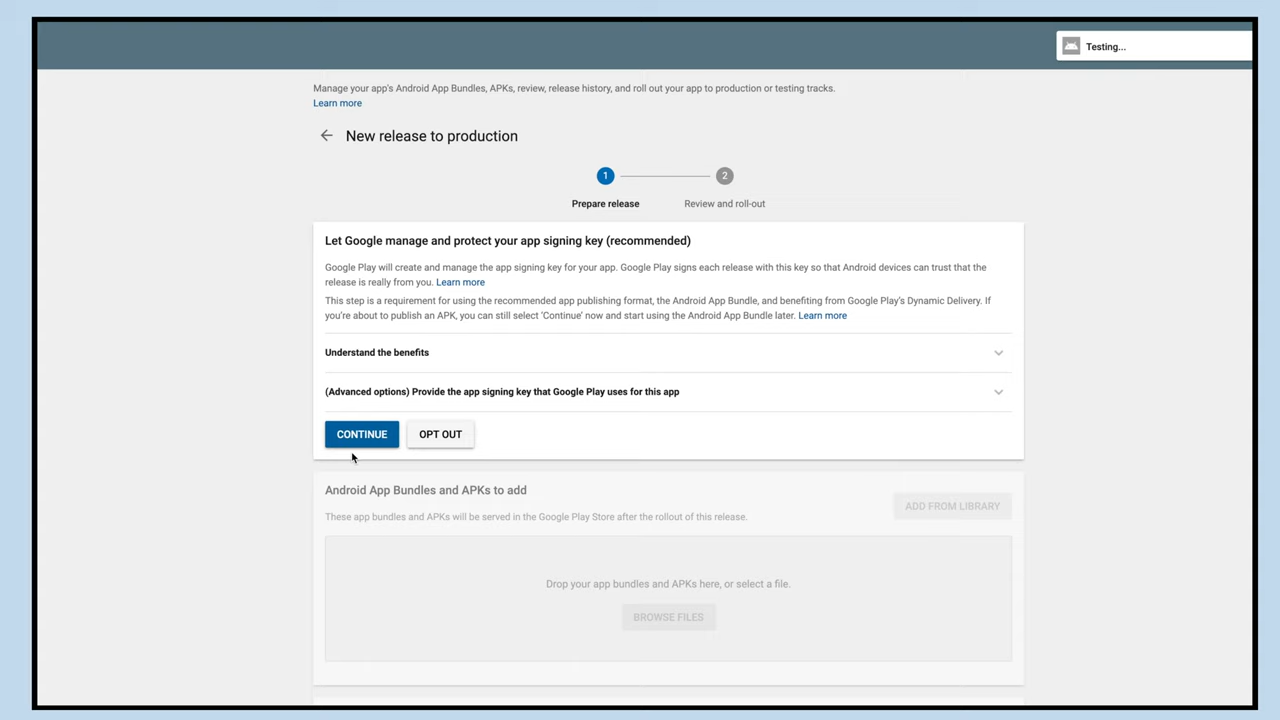 Testing...
Manage your app's Android App Bundles, APKs, review, release history, and roll out your app to production or testing tracks.
Learn more
New release to production
1
2
Prepare release
Review and roll-out
Let Google manage and protect your app signing key (recommended)
Google Play will create and manage the app signing key for your app. Google Play signs each release with this key so that Android devices can trust that the
release is really from you. Learn more
This step is a requirement for using the recommended app publishing format, the Android App Bundle, and benefiting from Google Play's Dynamic Delivery. If
you're about to publish an APK, you can still select 'Continue' now and start using the Android App Bundle later. Learn more
Understand the benefits
(Advanced options) Provide the app signing key that Google Play uses for this app
CONTINUE
OPT OUT
Android App Bundles and APKs to add
ADD FROM LIBRARY
These app bundles and APKs will be served in the Google Play Store after the rollout of this release.
Drop your app bundles and APKs here, or select a file.
BROWSE FILES